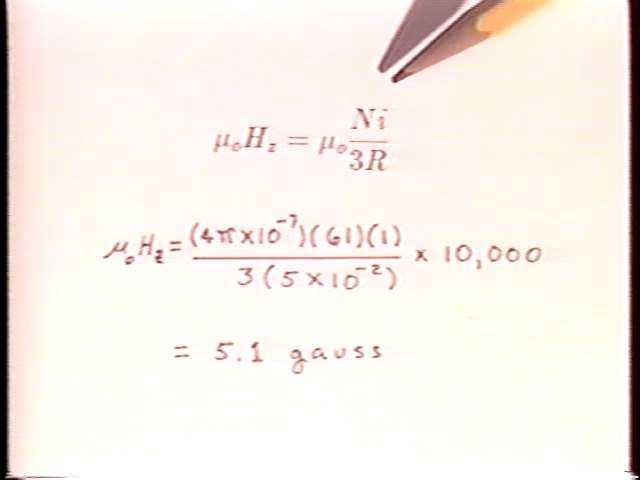 μ₀H_z = μ₀ Ni/3R
μ₀H_z = (4π×10⁻⁷)(61)(1)/3(5×10⁻²) × 10,000
= 5.1 gauss